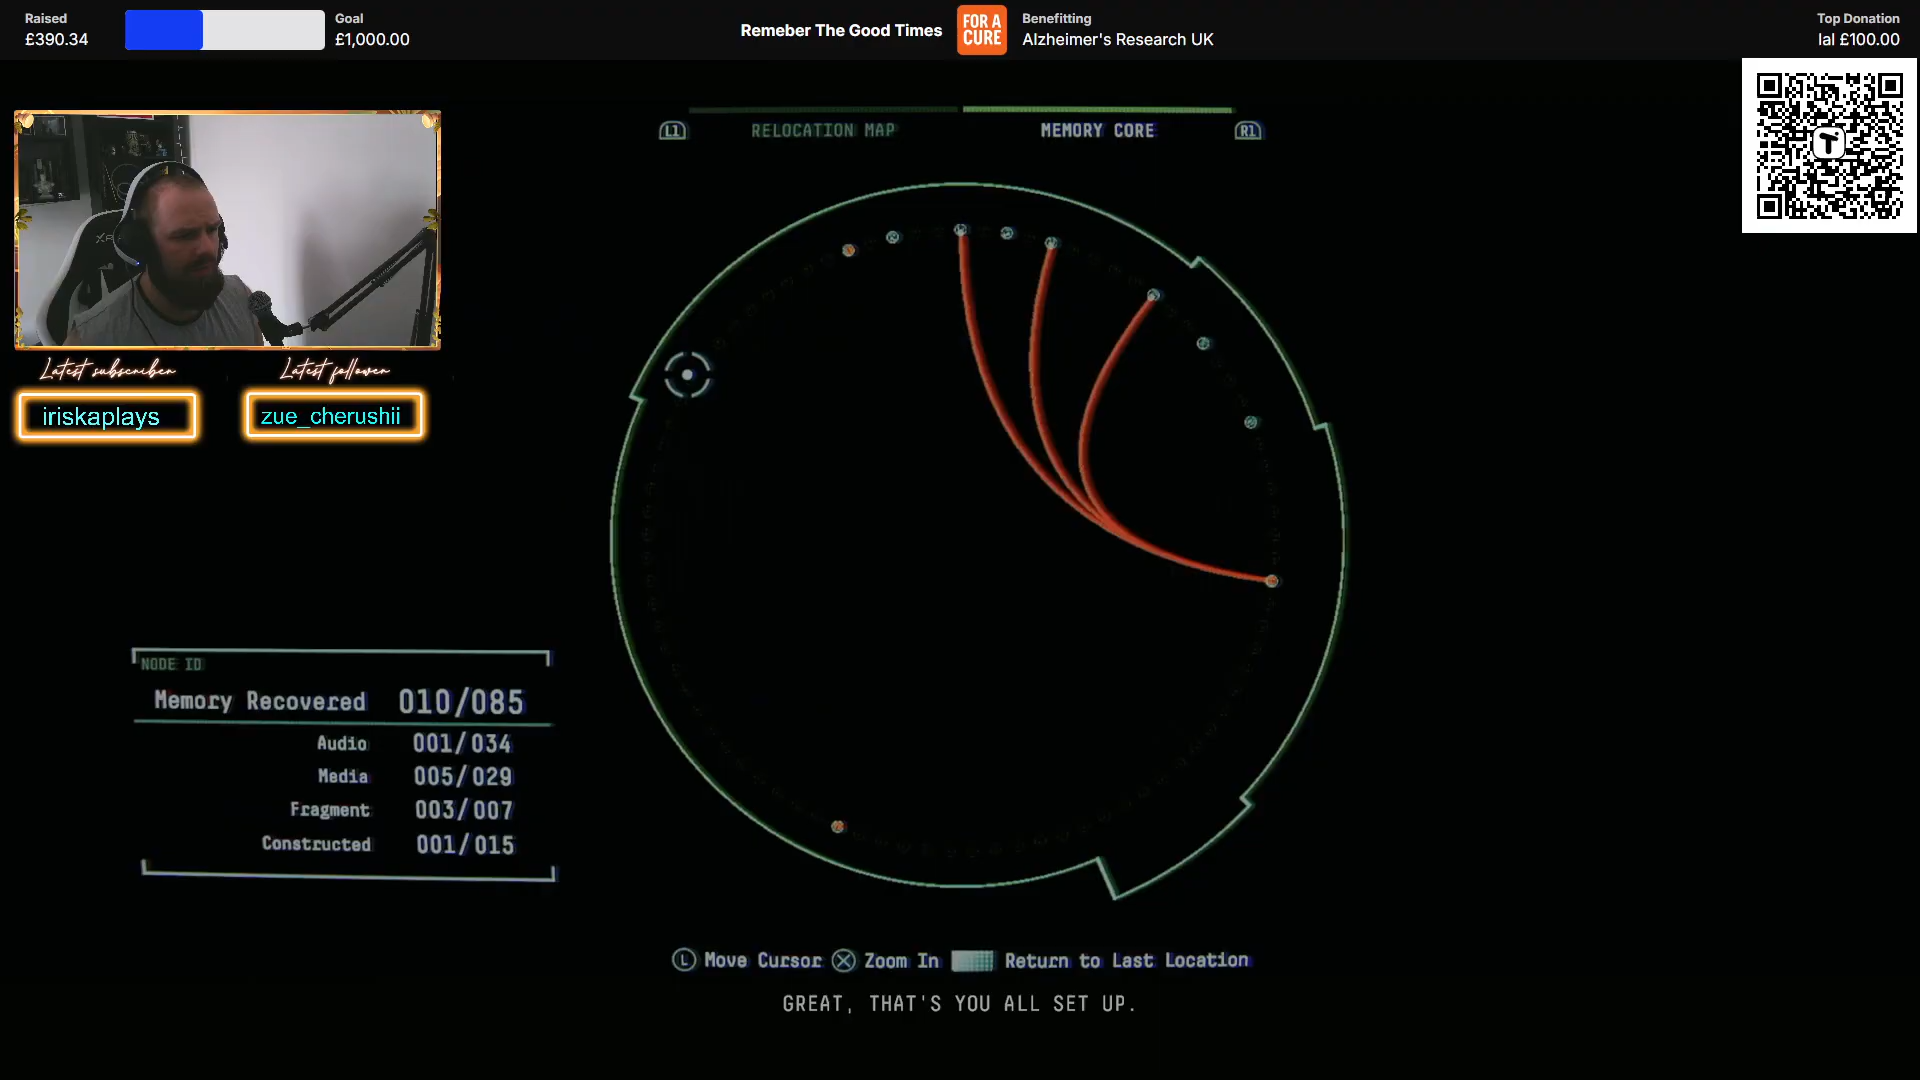 Raised
£390.34
Goal
£1,000.00
Remeber The Good Times
FOR A
CURE
Benefitting
Alzheimer's Research UK
Top Donation
lal £100.00
T
L1
RELOCATION MAP
MEMORY CORE
R1
Latest subscriber
Latest follower
iriskaplays
zue_cherushii
NODE ID
Memory Recovered 010/085
Audio 001/034
Media 005/029
Fragment 003/007
Constructed 001/015
L Move Cursor Zoom In Return to Last Location
GREAT, THAT'S YOU ALL SET UP.